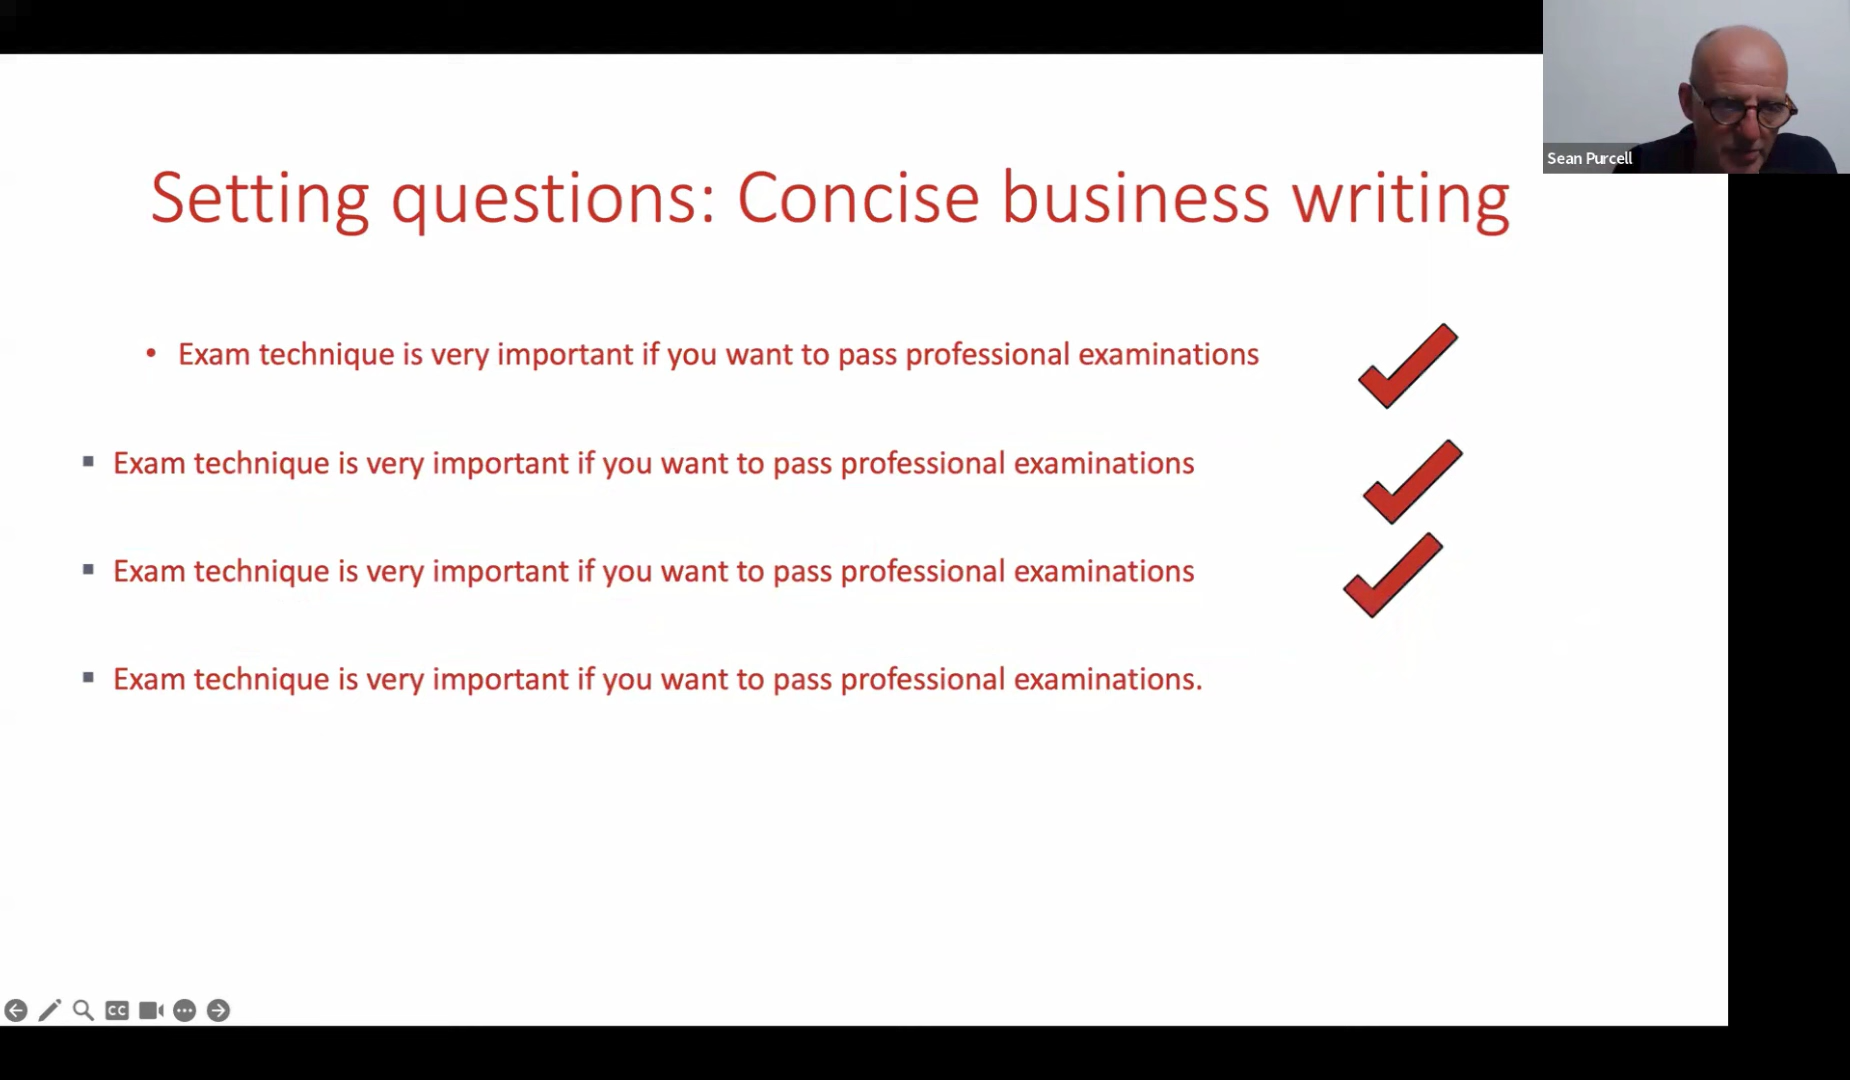 Sean Purcell
Setting questions: Concise business writing
• Exam technique is very important if you want to pass professional examinations
▪ Exam technique is very important if you want to pass professional examinations
▪ Exam technique is very important if you want to pass professional examinations
▪ Exam technique is very important if you want to pass professional examinations.
CC